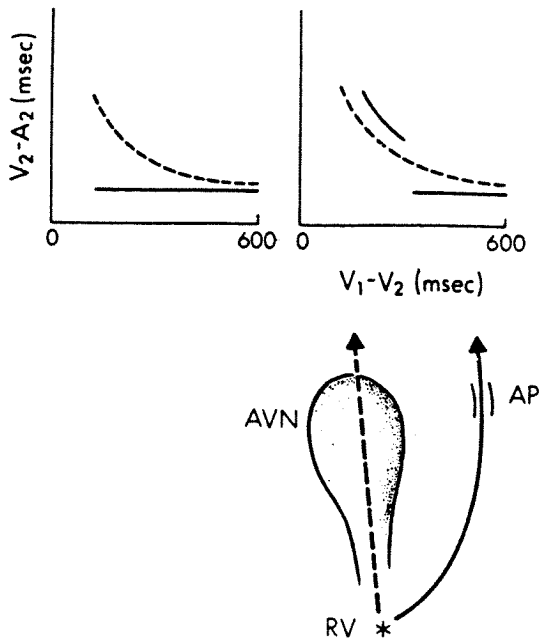 V₂-A₂ (msec)
0 600 0 600
V₁-V₂ (msec)
AVN AP
RV *